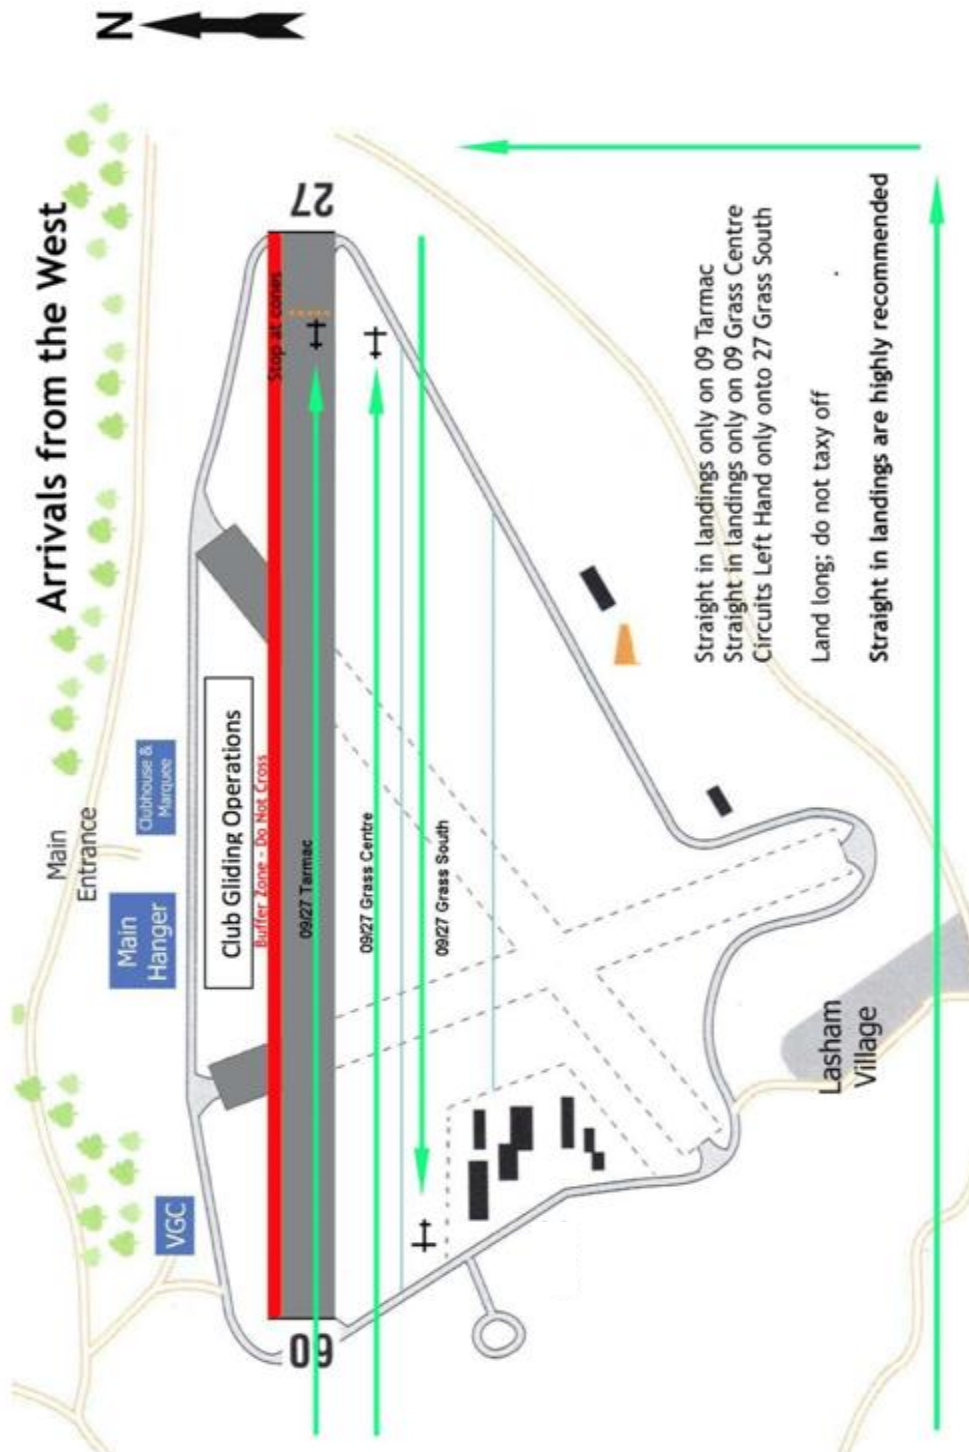 Arrivals from the West
N
Main
Entrance
Clubhouse &
Marquee
Main
Hanger
VGC
Club Gliding Operations
Buffer Zone - Do Not Cross
Stop at cones
09
27
09/27 Tarmac
09/27 Grass Centre
09/27 Grass South
Lasham
Village
Straight in landings only on 09 Tarmac
Straight in landings only on 09 Grass Centre
Circuits Left Hand only onto 27 Grass South
Land long; do not taxy off
Straight in landings are highly recommended